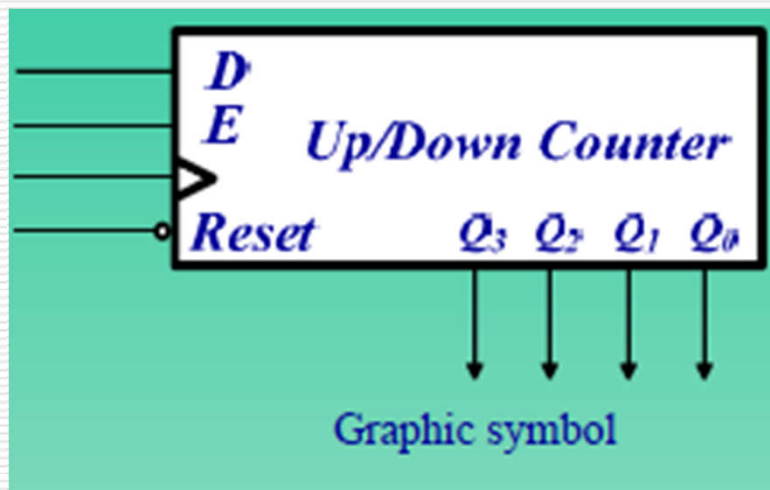 D
E
Up/Down Counter
Reset Q₃ Q₂ Q₁ Q₀
Graphic symbol